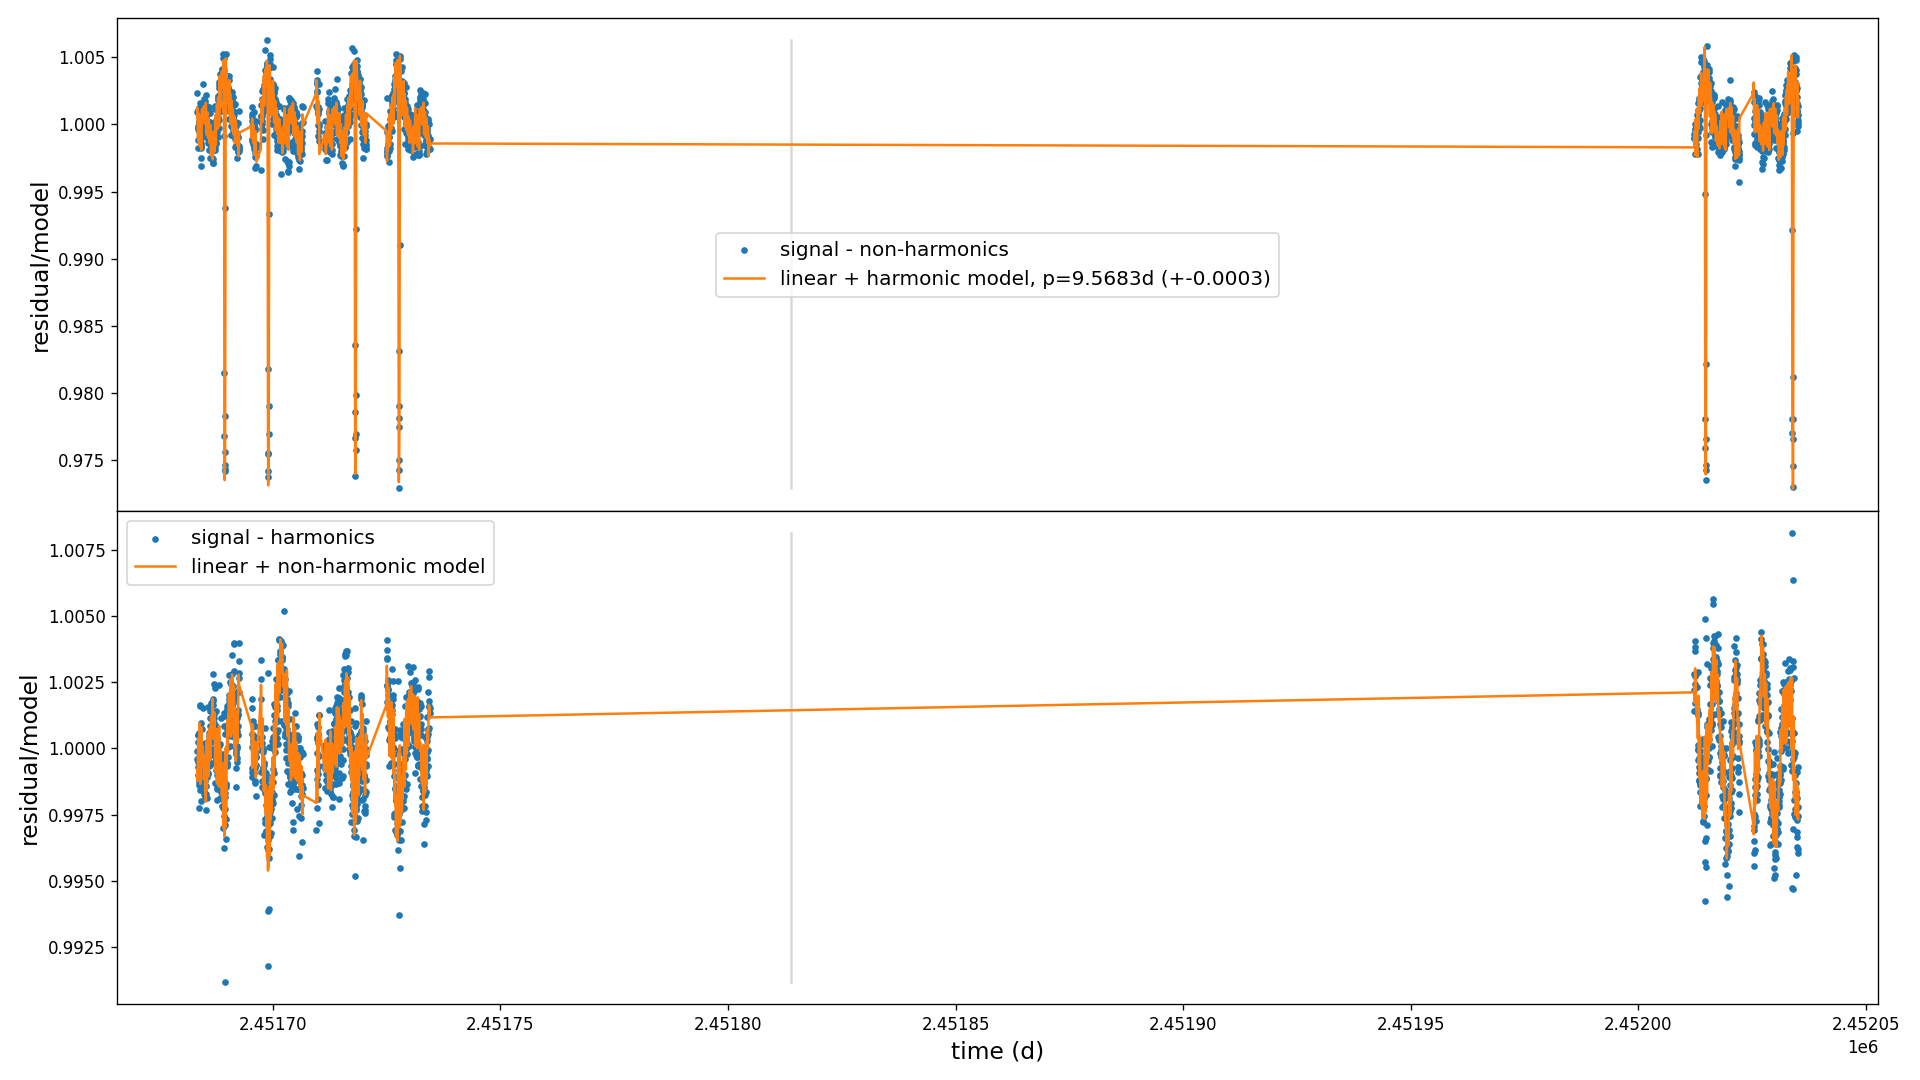 residual/model
1.005
1.000
0.995
0.990
0.985
0.980
0.975
signal - non-harmonics
linear + harmonic model, p=9.5683d (+-0.0003)
residual/model
1.0075
1.0050
1.0025
1.0000
0.9975
0.9950
0.9925
signal - harmonics
linear + non-harmonic model
2.45170 2.45175 2.45180 2.45185 2.45190 2.45195 2.45200 2.45205
1e6
time (d)